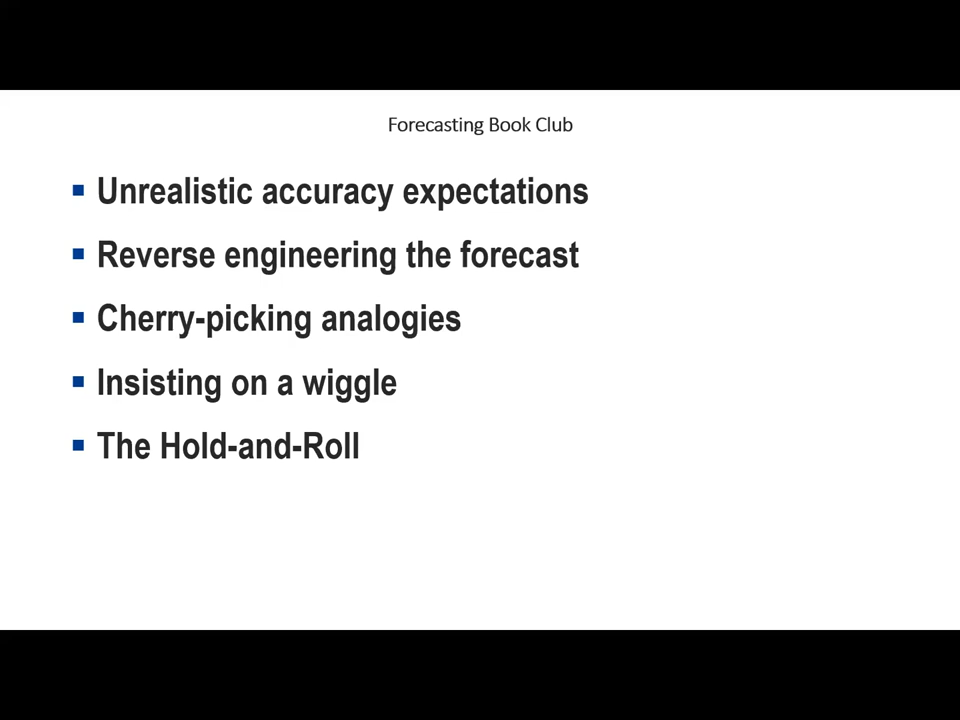 Forecasting Book Club
▪ Unrealistic accuracy expectations
▪ Reverse engineering the forecast
▪ Cherry-picking analogies
▪ Insisting on a wiggle
▪ The Hold-and-Roll